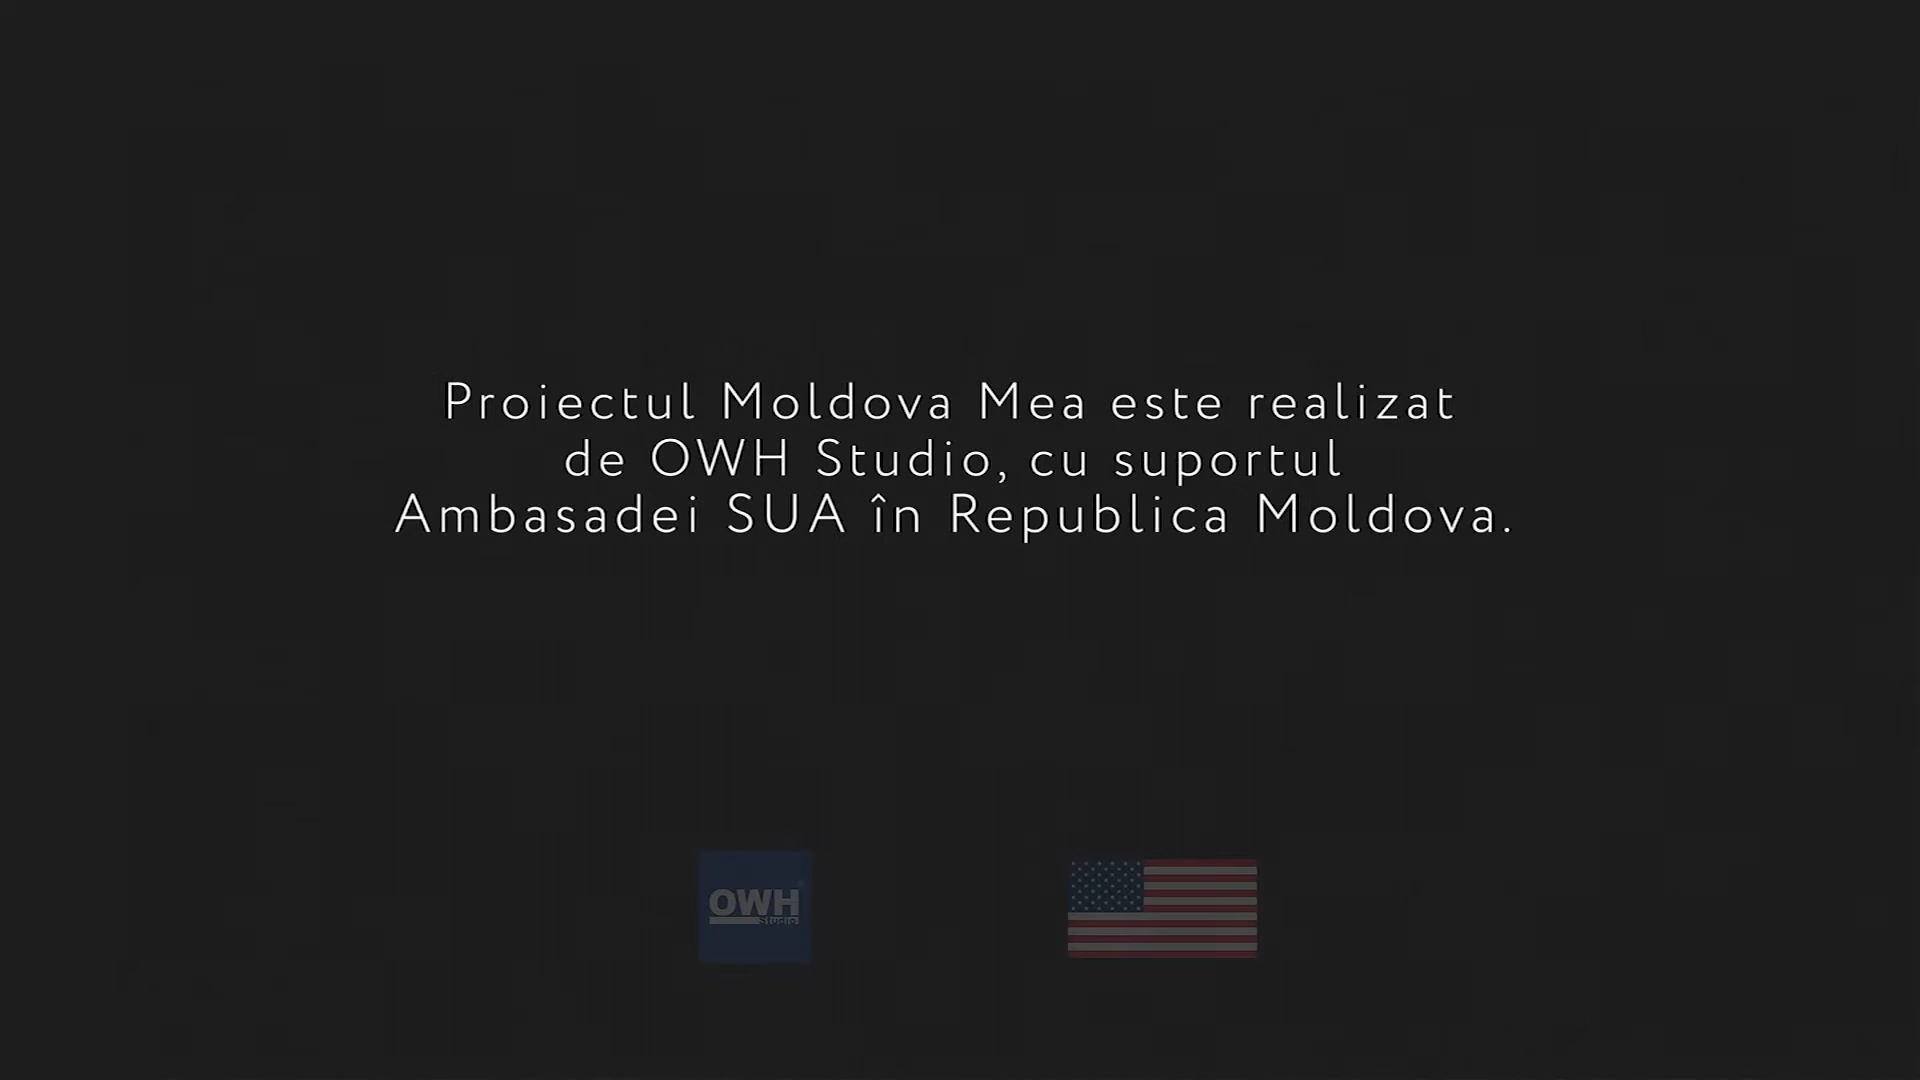 Proiectul Moldova Mea este realizat
de OWH Studio, cu suportul
Ambasadei SUA în Republica Moldova.
OWH
Studio